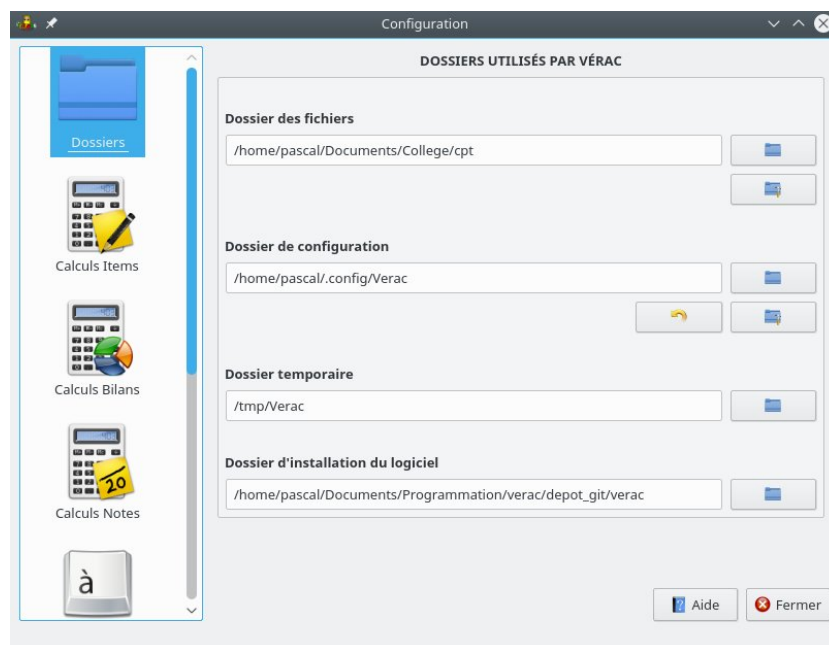 Configuration
DOSSIERS UTILISÉS PAR VÉRAC
Dossiers
Calculs Items
Calculs Bilans
20
Calculs Notes
à
Dossier des fichiers
/home/pascal/Documents/College/cpt
Dossier de configuration
/home/pascal/.config/Verac
Dossier temporaire
/tmp/Verac
Dossier d'installation du logiciel
/home/pascal/Documents/Programmation/verac/depot_git/verac
Aide
Fermer